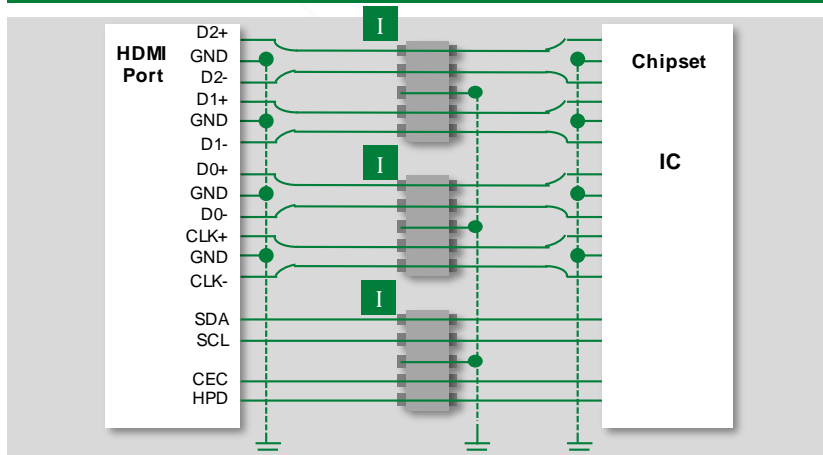 HDMI
Port
D2+
GND
D2-
D1+
GND
D1-
D0+
GND
D0-
CLK+
GND
CLK-
SDA
SCL
CEC
HPD
I
I
I
Chipset
IC